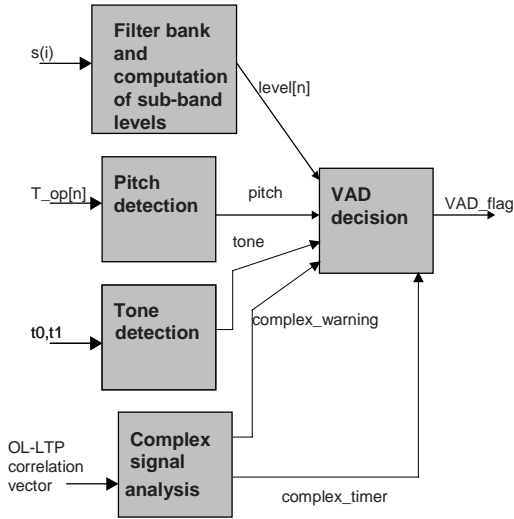 s(i)
Filter bank
and
computation
of sub-band
levels
level[n]
T_op[n]
Pitch
detection
pitch
VAD
decision
VAD_flag
tone
Tone
detection
t0,t1
complex_warning
OL-LTP
correlation
vector
Complex
signal
analysis
complex_timer